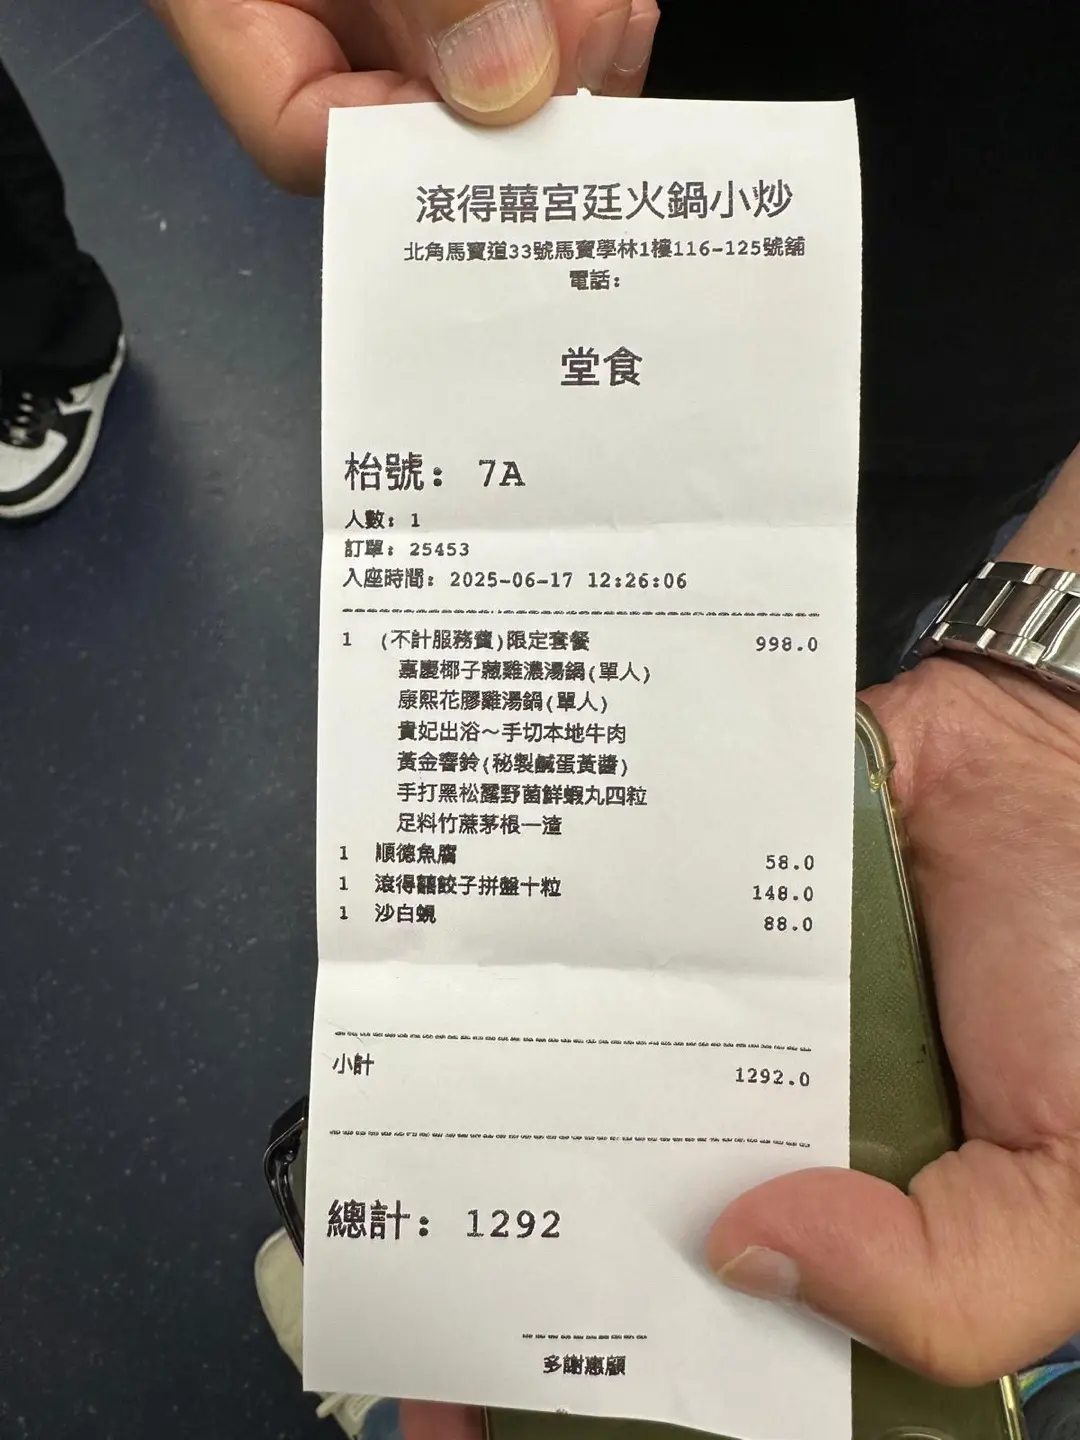 滾得囍宮廷火鍋小炒
北角馬寶道33號馬寶學林1樓116-125號舖
電話:
堂食
枱號: 7A
人數: 1
訂單: 25453
入座時間: 2025-06-17 12:26:06
1 (不計服務費)限定套餐 998.0
嘉慶椰子藏雞濃湯鍋(單人)
康熙花膠雞湯鍋(單人)
貴妃出浴～手切本地牛肉
黃金響鈴(秘製鹹蛋黃醬)
手打黑松露野菌鮮蝦丸四粒
足料竹蔗茅根一渣
1 順德魚腐 58.0
1 滾得囍餃子拼盤十粒 148.0
1 沙白蜆 88.0
小計 1292.0
總計: 1292
多謝惠顧